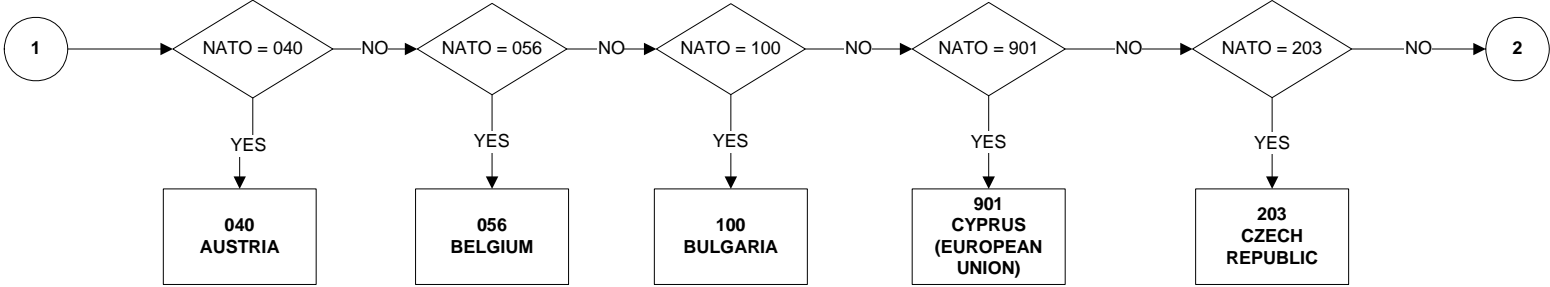 1
NATO = 040
NO
NATO = 056
NO
NATO = 100
NO
NATO = 901
NO
NATO = 203
NO
2
YES
YES
YES
YES
YES
040
AUSTRIA
056
BELGIUM
100
BULGARIA
901
CYPRUS
(EUROPEAN
UNION)
203
CZECH
REPUBLIC